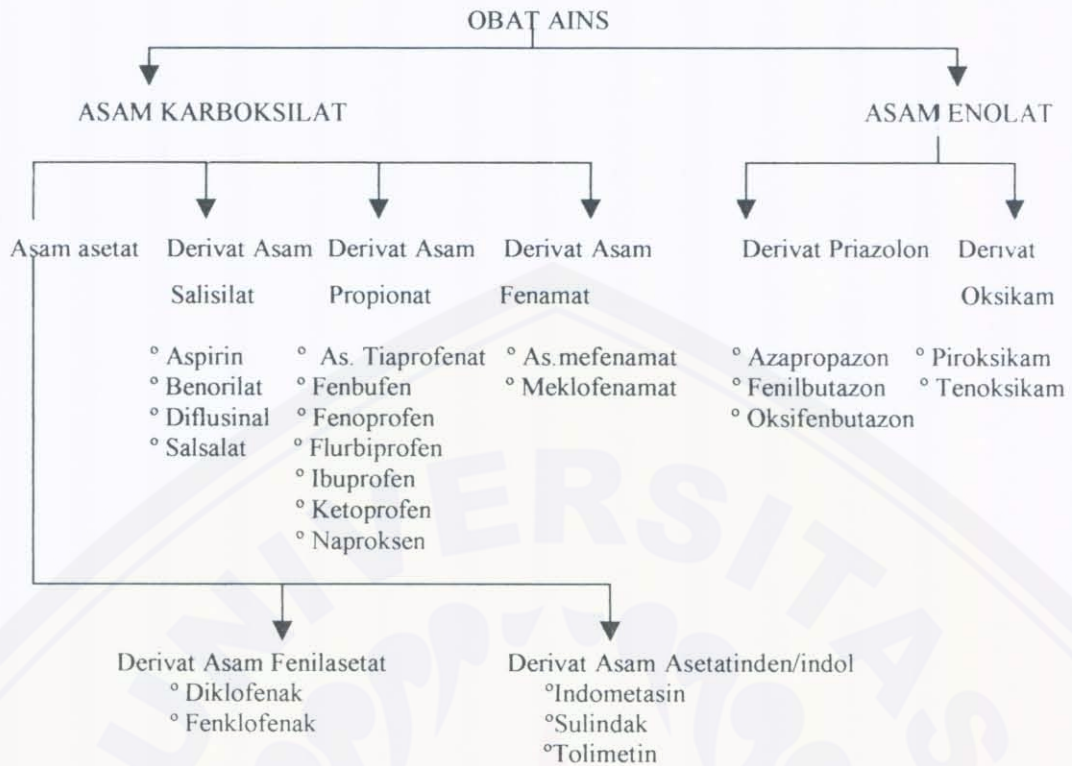 OBAT AINS
ASAM KARBOKSILAT
ASAM ENOLAT
Asam asetat
Derivat Asam
Salisilat
° Aspirin
° Benorilat
° Diflusinal
° Salsalat
Derivat Asam
Propionat
° As. Tiaprofenat
° Fenbufen
° Fenoprofen
° Flurbiprofen
° Ibuprofen
° Ketoprofen
° Naproksen
Derivat Asam
Fenamat
° As.mefenamat
° Meklofenamat
Derivat Priazolon
° Azapropazon
° Fenilbutazon
° Oksifenbutazon
Derivat
Oksikam
° Piroksikam
° Tenoksikam
Derivat Asam Fenilasetat
° Diklofenak
° Fenklofenak
Derivat Asam Asetatinden/indol
°Indometasin
°Sulindak
°Tolimetin
UNIVERSITAS